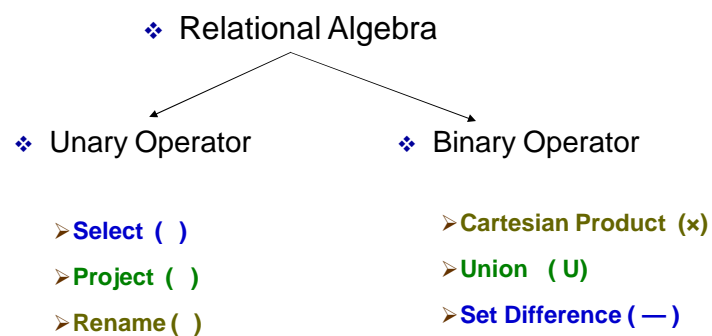 ❖ Relational Algebra
❖ Unary Operator
❖ Binary Operator
➢Select ( )
➢Project ( )
➢Rename ( )
➢Cartesian Product (×)
➢Union ( U)
➢Set Difference ( — )